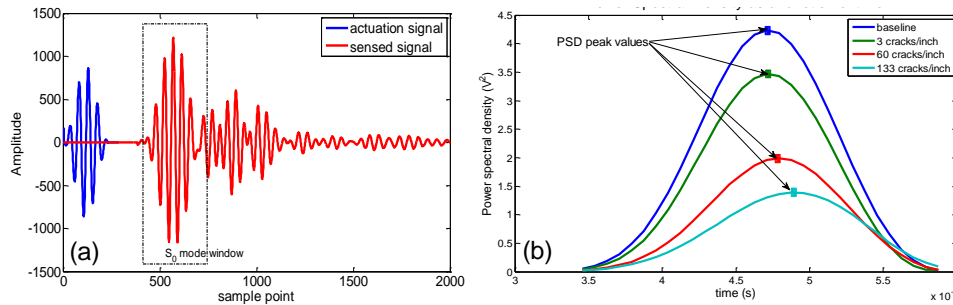 actuation signal
sensed signal
1500
1000
500
0
-500
-1000
-1500
Amplitude
(a)
S0 mode window
0 500 1000 1500 2000
sample point
baseline
3 cracks/inch
60 cracks/inch
133 cracks/inch
PSD peak values
4.5
4
3.5
3
2.5
2
1.5
1
0.5
0
Power spectral density (V²)
(b)
3 3.5 4 4.5 5 5.5
time (s)